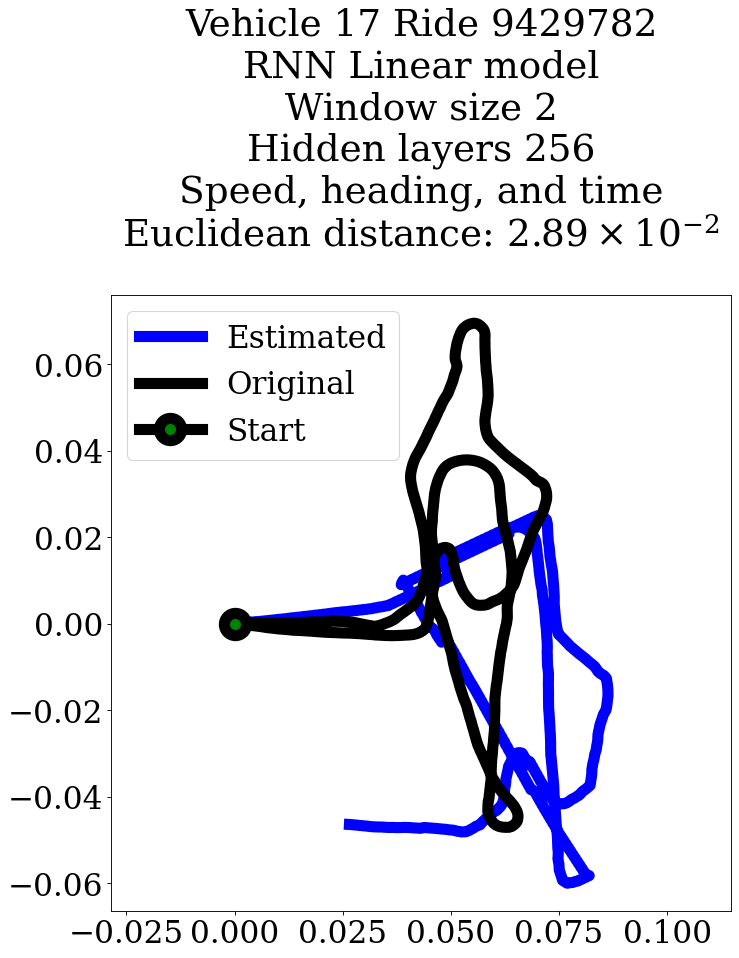 Vehicle 17 Ride 9429782
RNN Linear model
Window size 2
Hidden layers 256
Speed, heading, and time
Euclidean distance: 2.89 × 10⁻²
Estimated
Original
Start
0.06
0.04
0.02
0.00
−0.02
−0.04
−0.06
−0.025 0.000 0.025 0.050 0.075 0.100